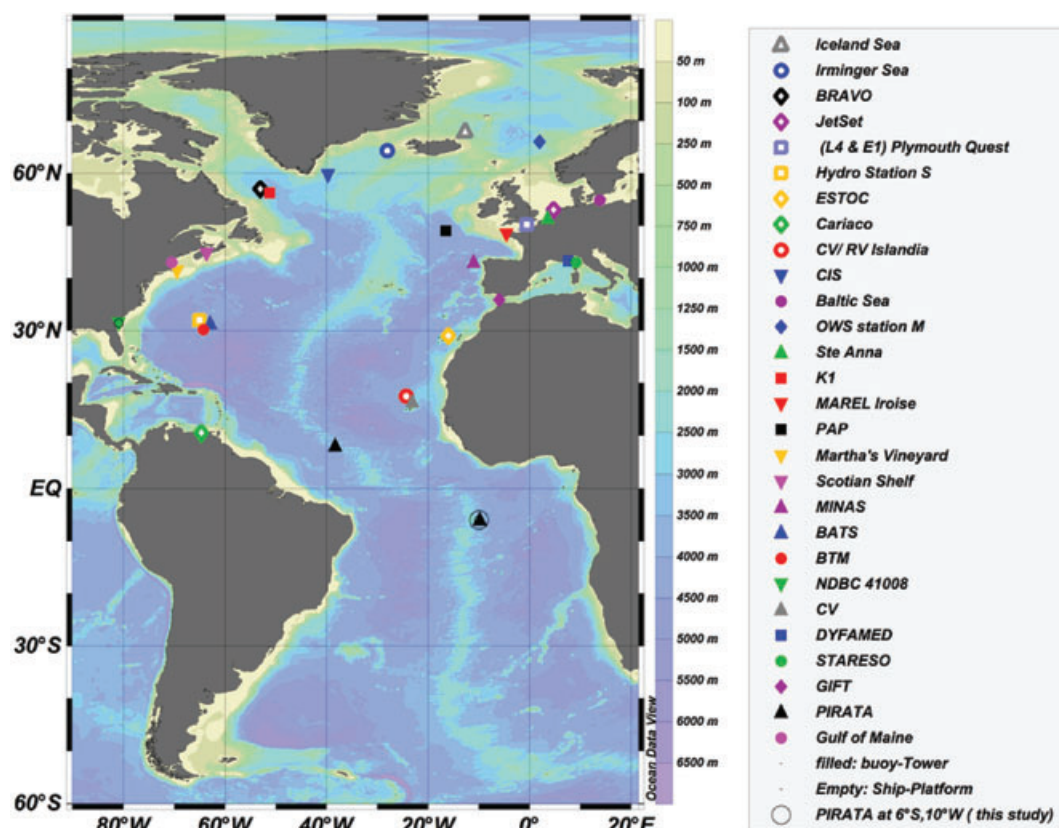 60°N
30°N
EQ
30°S
60°S
80°W
60°W
40°W
20°W
0°
20°E
50 m
100 m
250 m
500 m
750 m
1000 m
1250 m
1500 m
2000 m
2500 m
3000 m
3500 m
4000 m
4500 m
5000 m
5500 m
6000 m
6500 m
Ocean Data View
Iceland Sea
Irminger Sea
BRAVO
JetSet
(L4 & E1) Plymouth Quest
Hydro Station S
ESTOC
Cariaco
CV/ RV Islandia
CIS
Baltic Sea
OWS station M
Ste Anna
K1
MAREL Iroise
PAP
Martha's Vineyard
Scotian Shelf
MINAS
BATS
BTM
NDBC 41008
CV
DYFAMED
STARESO
GIFT
PIRATA
Gulf of Maine
filled: buoy-Tower
Empty: Ship-Platform
PIRATA at 6°S,10°W ( this study)